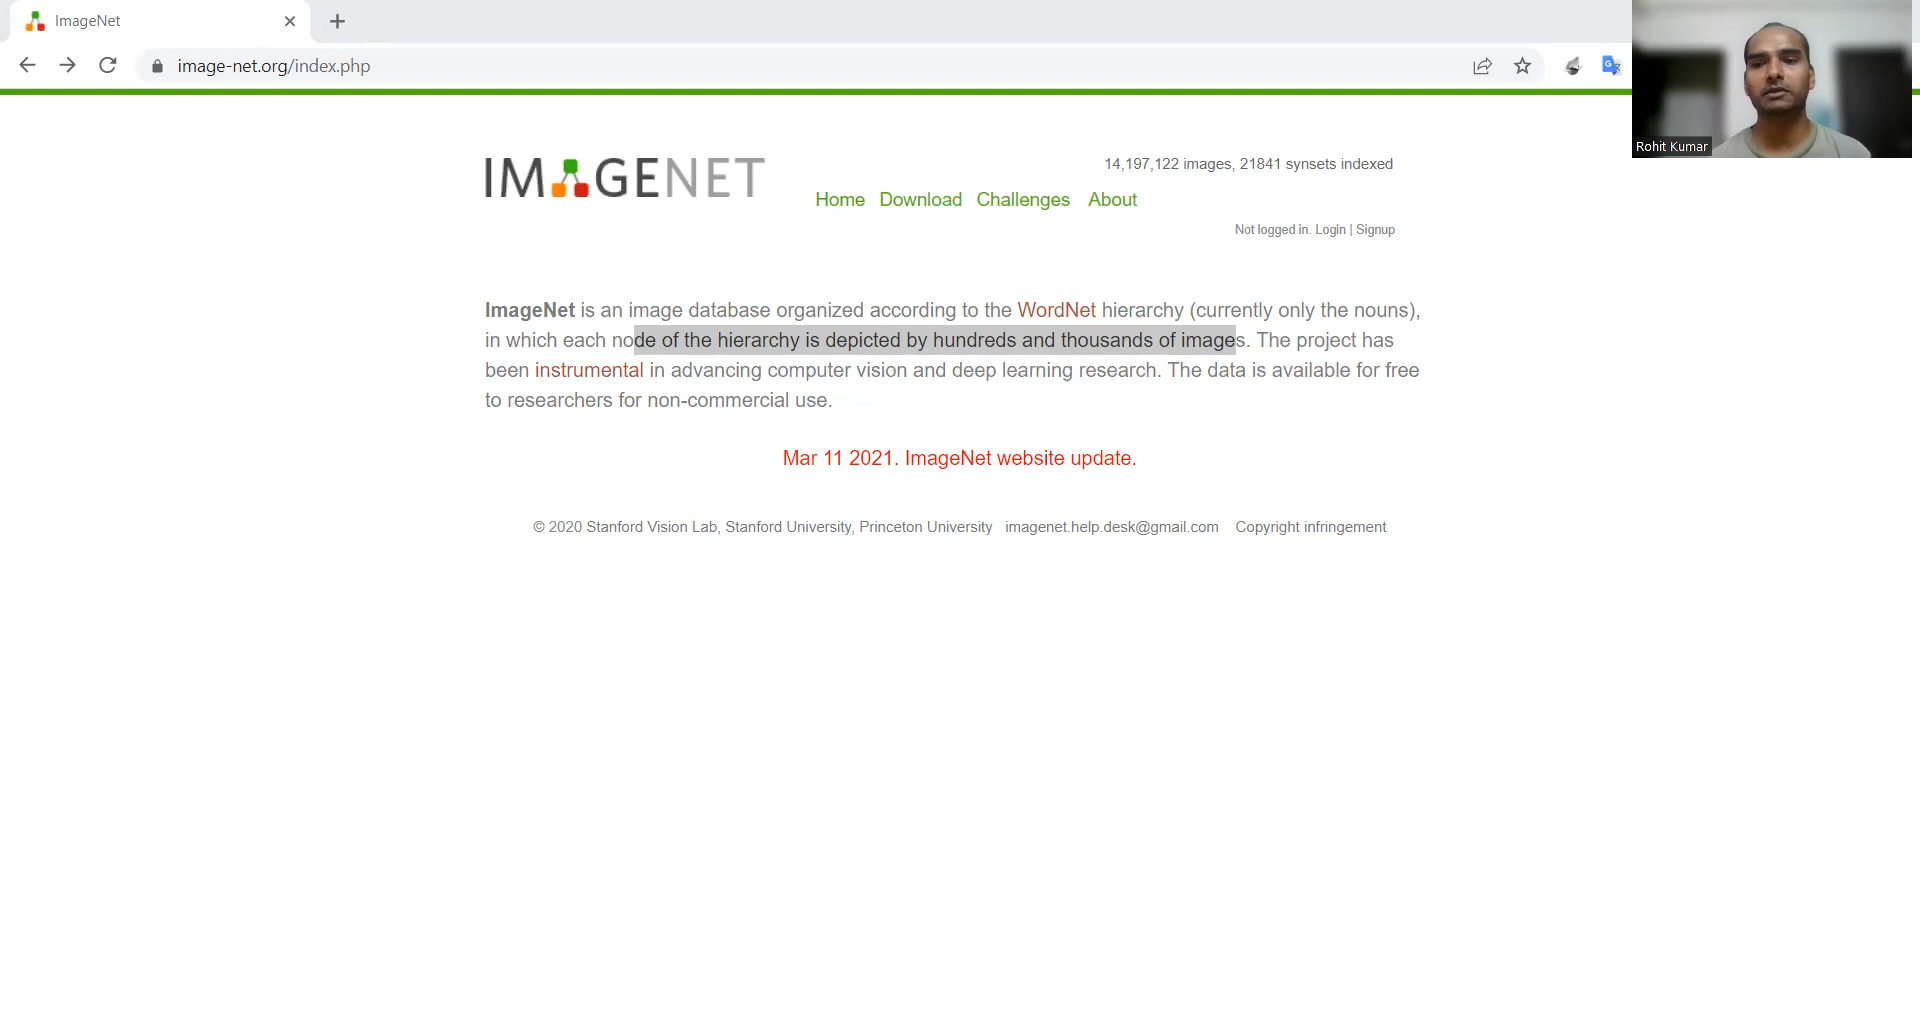 ImageNet
image-net.org/index.php
Rohit Kumar
IMAGENET
14,197,122 images, 21841 synsets indexed
Home Download Challenges About
Not logged in. Login | Signup
ImageNet is an image database organized according to the WordNet hierarchy (currently only the nouns),
in which each node of the hierarchy is depicted by hundreds and thousands of images. The project has
been instrumental in advancing computer vision and deep learning research. The data is available for free
to researchers for non-commercial use.
Mar 11 2021. ImageNet website update.
© 2020 Stanford Vision Lab, Stanford University, Princeton University imagenet.help.desk@gmail.com Copyright infringement